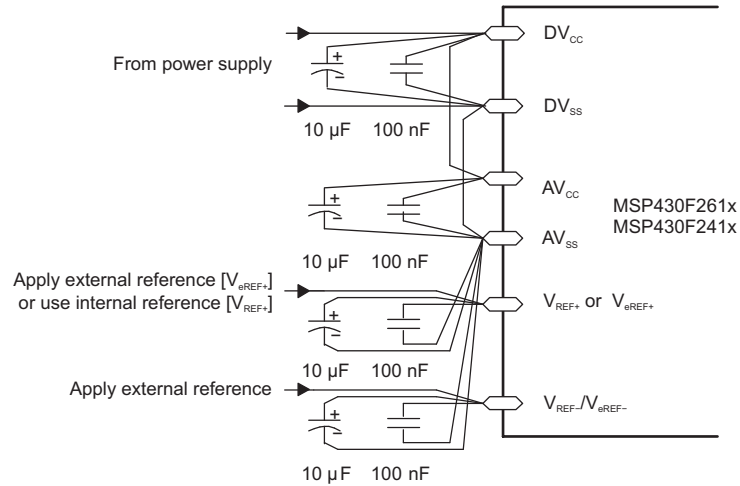 DVCC
From power supply
+
−
DVSS
10 µF 100 nF
AVCC
MSP430F261x
MSP430F241x
+
−
AVSS
10 µF 100 nF
Apply external reference [VeREF+]
or use internal reference [VREF+]
VREF+ or VeREF+
+
−
10 µF 100 nF
Apply external reference
VREF−/VeREF−
+
−
10 µF 100 nF